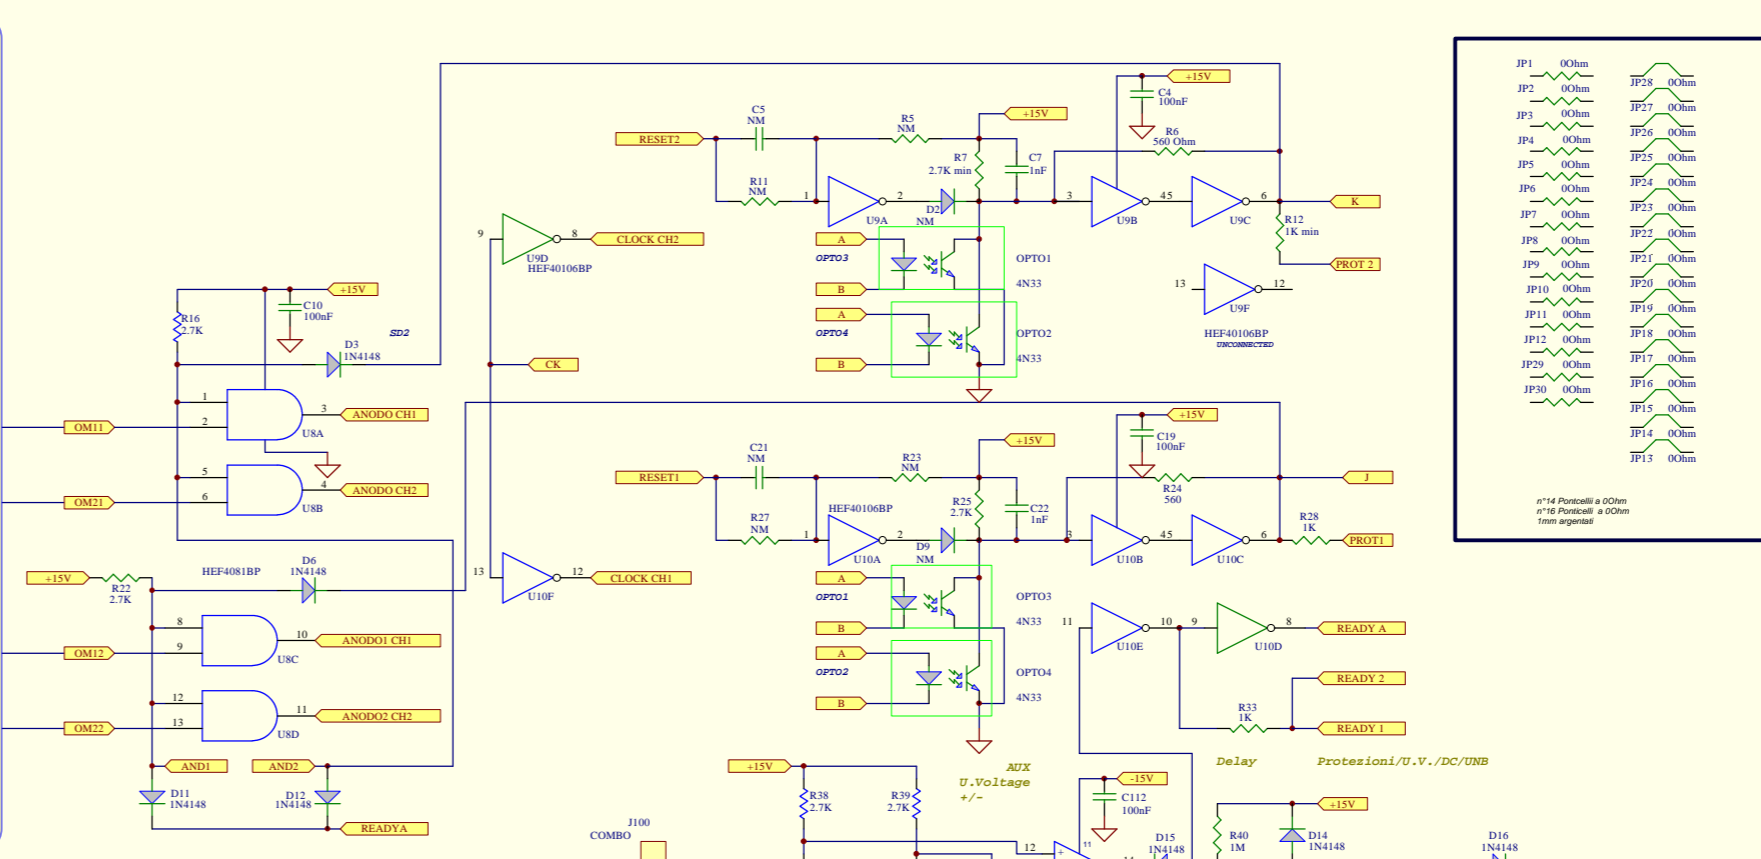 +15V
C4
100nF
R6
560 Ohm
C5
NM
R5
NM
+15V
RESET2
R7
2.7K min
C7
1nF
R11
NM
1
2
U9A
D2
NM
3
4
5
6
U9B
U9C
K
R12
1K min
PROT 2
9
8
CLOCK CH2
U9D
HEF40106BP
A
OPTO3
B
OPTO1
4N33
A
OPTO4
B
OPTO2
4N33
13
12
U9F
HEF40106BP
UNCONNECTED
+15V
R16
2.7K
C10
100nF
SD2
D3
1N4148
CK
1
2
3
ANODO CH1
U8A
OM11
5
6
4
ANODO CH2
U8B
OM21
+15V
C19
100nF
C21
NM
R23
NM
+15V
RESET1
R24
560
J
R25
2.7K
C22
1nF
R27
NM
HEF40106BP
1
2
U10A
D9
NM
3
4
5
6
U10B
U10C
R28
1K
PROT1
+15V
R22
2.7K
HEF4081BP
D6
1N4148
13
12
CLOCK CH1
U10F
A
OPTO1
B
OPTO3
4N33
A
OPTO2
B
OPTO4
4N33
8
9
10
ANODO1 CH1
U8C
OM12
12
13
11
ANODO2 CH2
U8D
OM22
11
10
9
8
U10E
U10D
READY A
READY 2
R33
1K
READY 1
AND1
AND2
D11
1N4148
D12
1N4148
READYA
+15V
R38
2.7K
R39
2.7K
AUX
U.Voltage
+/-
Delay
Protezioni/U.V./DC/UNB
-15V
C112
100nF
+15V
J100
COMBO
12
+
11
14
D15
1N4148
R40
1M
D14
1N4148
D16
1N4148
JP1 0Ohm
JP2 0Ohm
JP3 0Ohm
JP4 0Ohm
JP5 0Ohm
JP6 0Ohm
JP7 0Ohm
JP8 0Ohm
JP9 0Ohm
JP10 0Ohm
JP11 0Ohm
JP12 0Ohm
JP29 0Ohm
JP30 0Ohm
JP28 0Ohm
JP27 0Ohm
JP26 0Ohm
JP25 0Ohm
JP24 0Ohm
JP23 0Ohm
JP22 0Ohm
JP21 0Ohm
JP20 0Ohm
JP19 0Ohm
JP18 0Ohm
JP17 0Ohm
JP16 0Ohm
JP15 0Ohm
JP14 0Ohm
JP13 0Ohm
n°14 Pontcellii a 0Ohm
n°16 Ponticelli a 0Ohm
1mm argentati